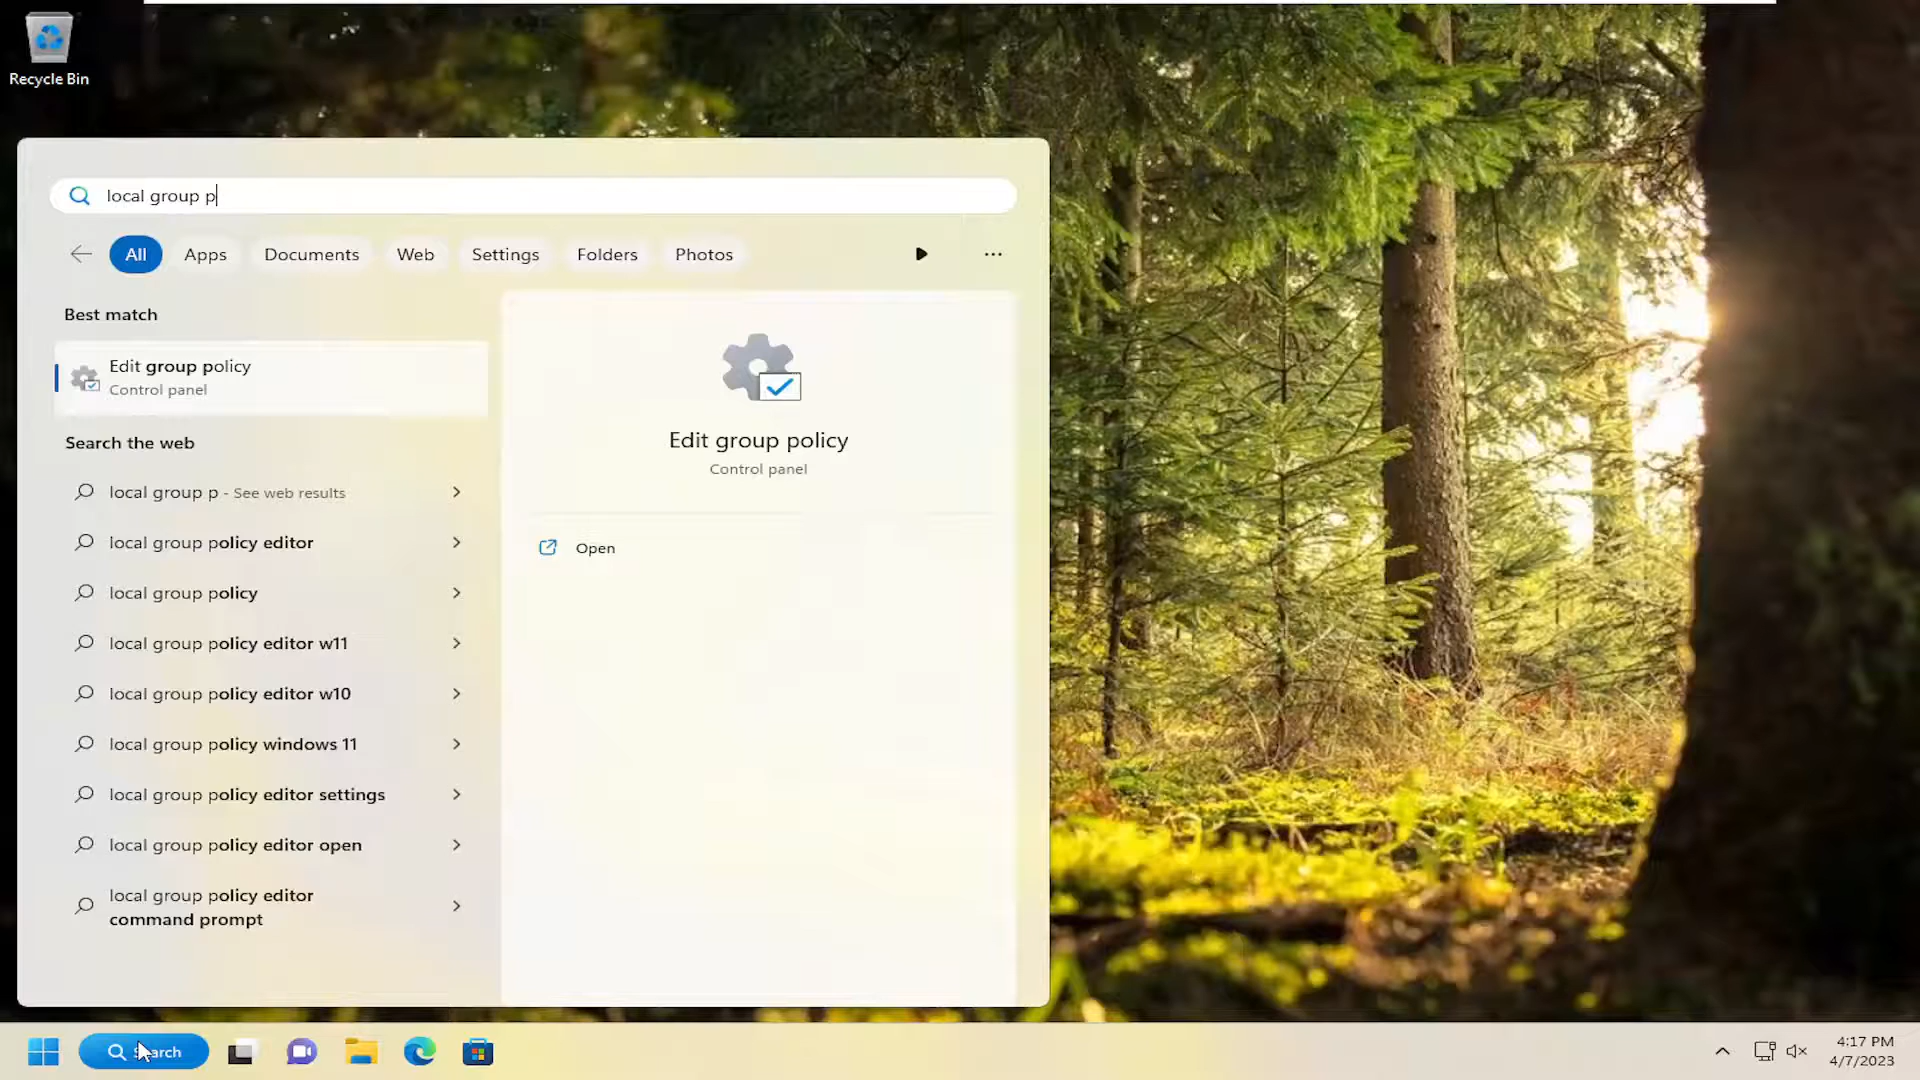 Recycle Bin
local group p
All
Apps
Documents
Web
Settings
Folders
Photos
Best match
Edit group policy
Control panel
Search the web
local group p - See web results
local group policy editor
local group policy
local group policy editor w11
local group policy editor w10
local group policy windows 11
local group policy editor settings
local group policy editor open
local group policy editor
command prompt
Edit group policy
Control panel
Open
4:17 PM
4/7/2023